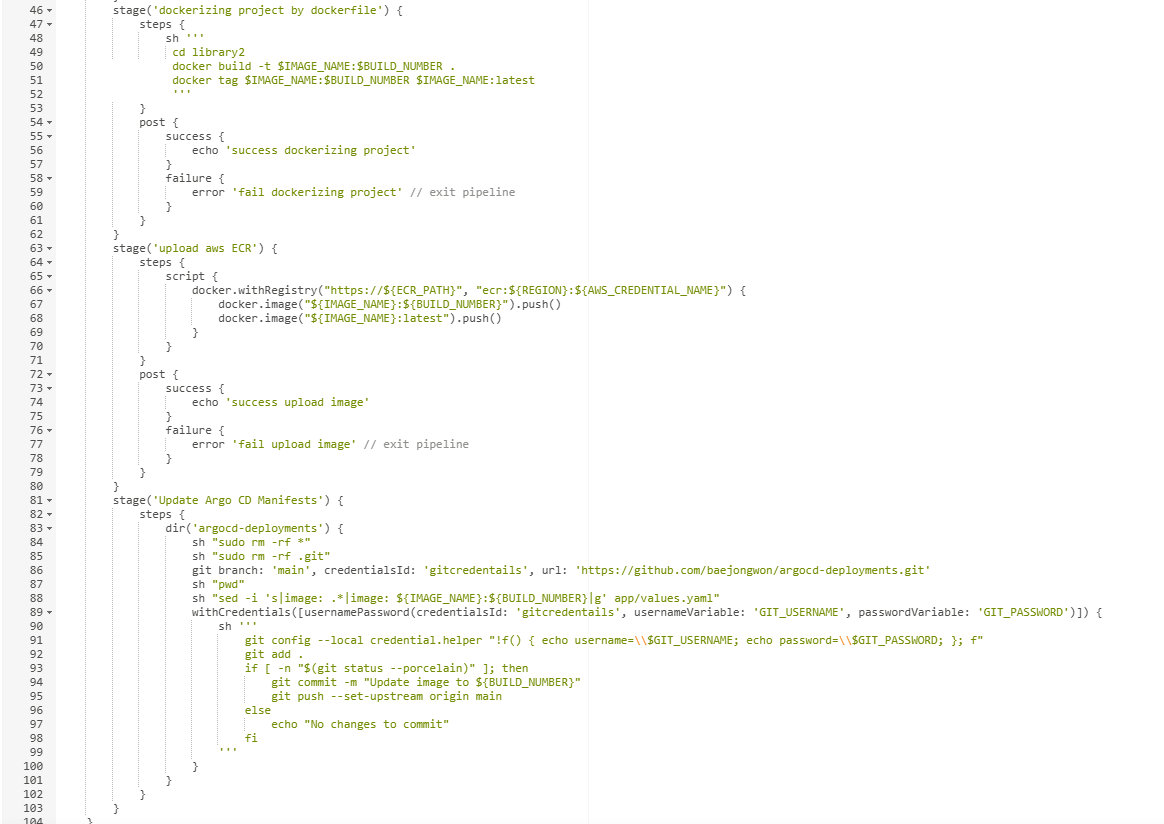 46 stage('dockerizing project by dockerfile') {
47 steps {
48 sh '''
49 cd library2
50 docker build -t $IMAGE_NAME:$BUILD_NUMBER .
51 docker tag $IMAGE_NAME:$BUILD_NUMBER $IMAGE_NAME:latest
52 '''
53 }
54 post {
55 success {
56 echo 'success dockerizing project'
57 }
58 failure {
59 error 'fail dockerizing project' // exit pipeline
60 }
61 }
62 }
63 stage('upload aws ECR') {
64 steps {
65 script {
66 docker.withRegistry("https://${ECR_PATH}", "ecr:${REGION}:${AWS_CREDENTIAL_NAME}") {
67 docker.image("${IMAGE_NAME}:${BUILD_NUMBER}").push()
68 docker.image("${IMAGE_NAME}:latest").push()
69 }
70 }
71 }
72 post {
73 success {
74 echo 'success upload image'
75 }
76 failure {
77 error 'fail upload image' // exit pipeline
78 }
79 }
80 }
81 stage('Update Argo CD Manifests') {
82 steps {
83 dir('argocd-deployments') {
84 sh "sudo rm -rf *"
85 sh "sudo rm -rf .git"
86 git branch: 'main', credentialsId: 'gitcredentails', url: 'https://github.com/baejongwon/argocd-deployments.git'
87 sh "pwd"
88 sh "sed -i 's|image: .*|image: ${IMAGE_NAME}:${BUILD_NUMBER}|g' app/values.yaml"
89 withCredentials([usernamePassword(credentialsId: 'gitcredentails', usernameVariable: 'GIT_USERNAME', passwordVariable: 'GIT_PASSWORD')]) {
90 sh '''
91 git config --local credential.helper "!f() { echo username=\\$GIT_USERNAME; echo password=\\$GIT_PASSWORD; }; f"
92 git add .
93 if [ -n "$(git status --porcelain)" ]; then
94 git commit -m "Update image to ${BUILD_NUMBER}"
95 git push --set-upstream origin main
96 else
97 echo "No changes to commit"
98 fi
99 '''
100 }
101 }
102 }
103 }
104 }